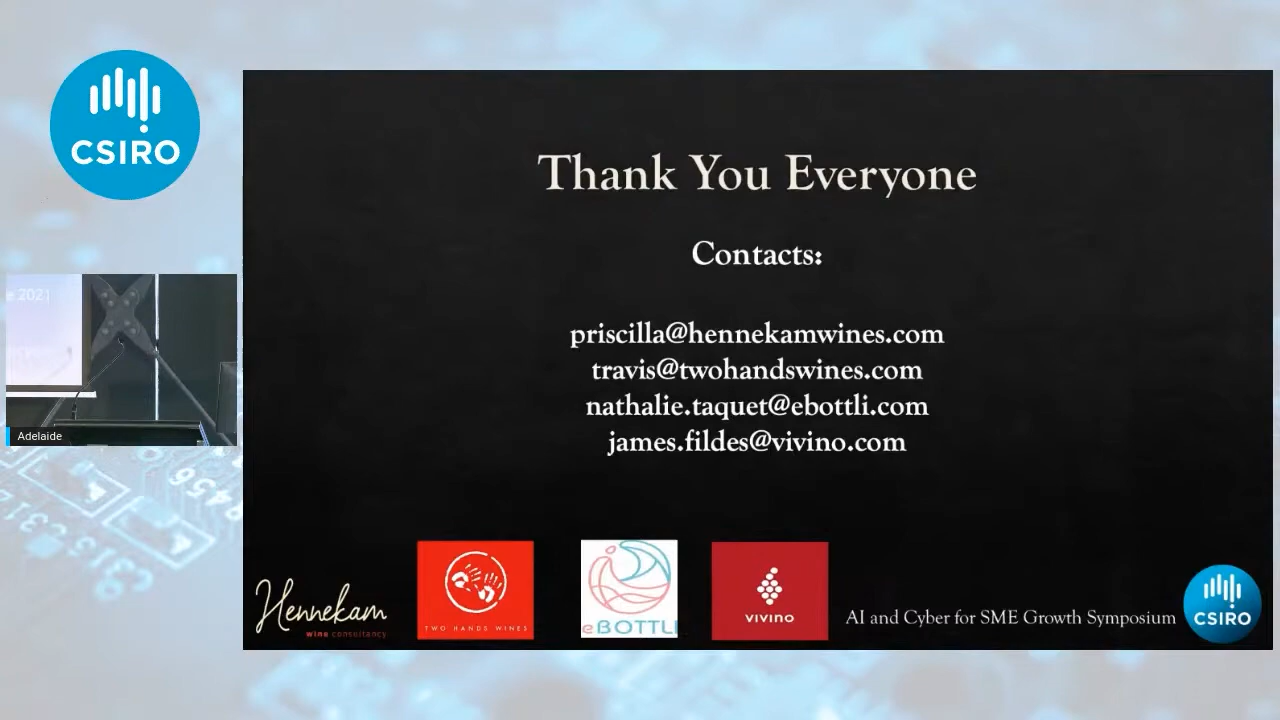 CSIRO
Thank You Everyone
Contacts:
priscilla@hennekamwines.com
travis@twohandswines.com
nathalie.taquet@ebottli.com
james.fildes@vivino.com
e 2021
Adelaide
Hennekam
wine consultancy
TWO HANDS WINES
eBOTTLI
VIVINO
AI and Cyber for SME Growth Symposium
CSIRO